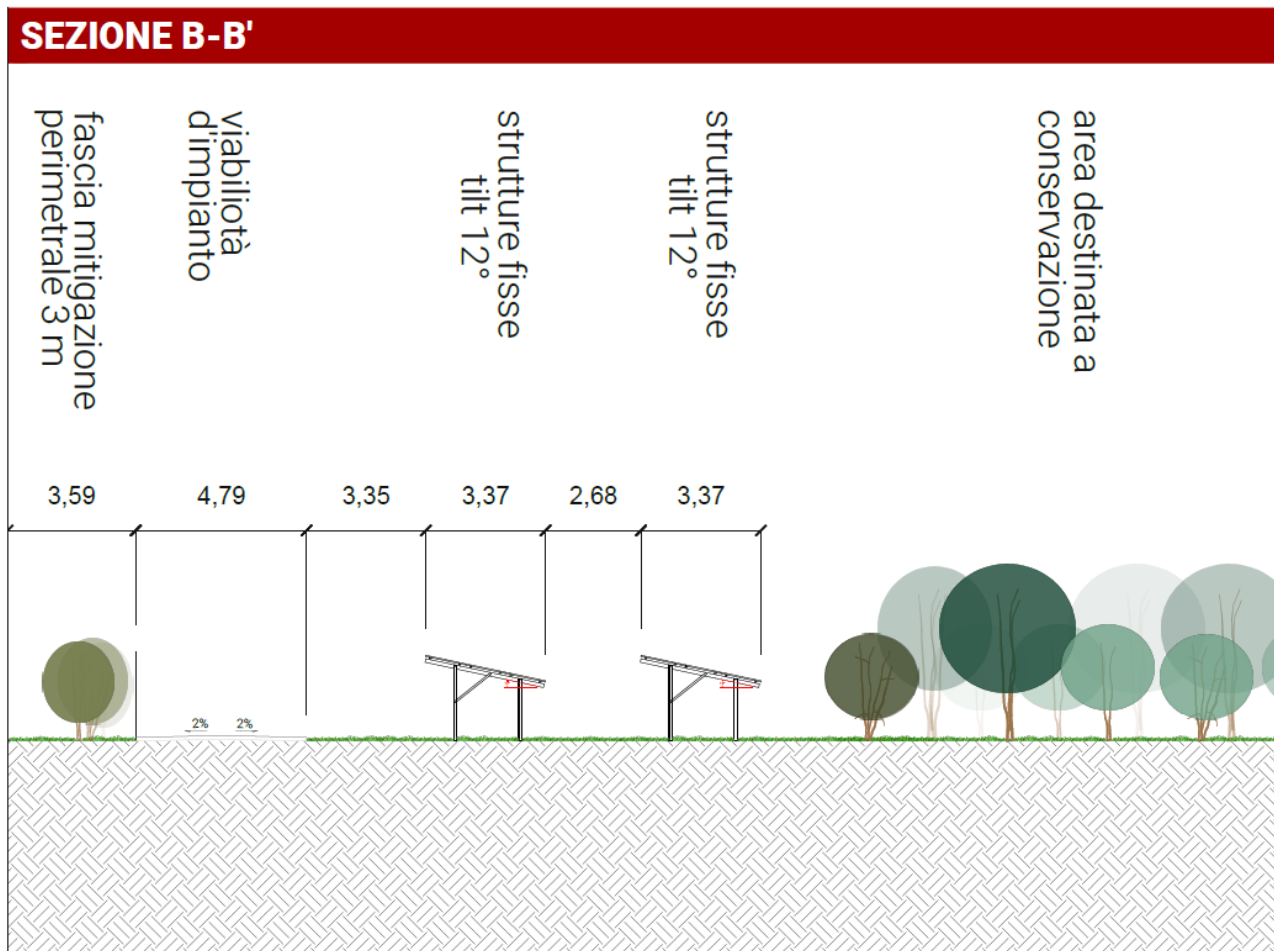 SEZIONE B-B'
fascia mitigazione
perimetrale 3 m
viabiliotà
d'impianto
strutture fisse
tilt 12°
strutture fisse
tilt 12°
area destinata a
conservazione
3,59
4,79
3,35
3,37
2,68
3,37
2%
2%